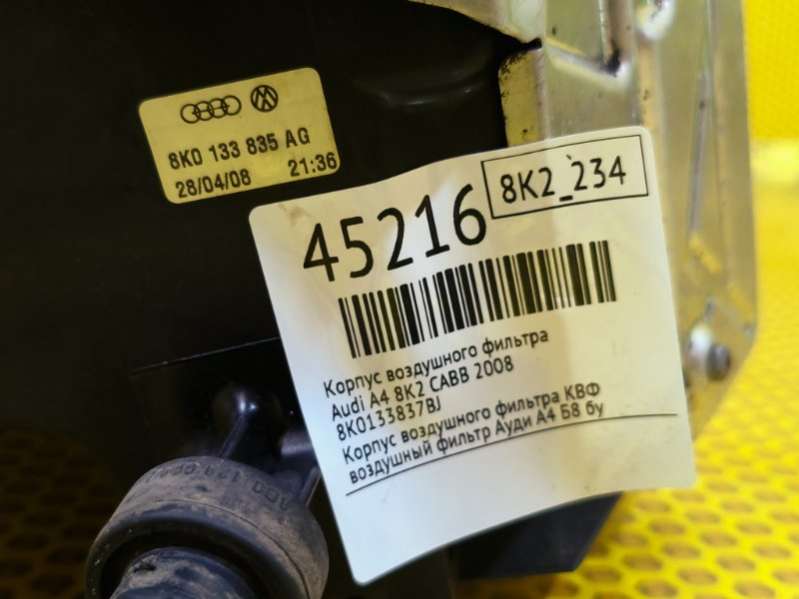 8K0 133 835 AG
28/04/08 21:36
8K2_234
45216
Корпус воздушного фильтра
Audi A4 8K2 CABB 2008
8K0133837BJ
Корпус воздушного фильтра КВФ
воздушный фильтр Ауди А4 Б8 бу